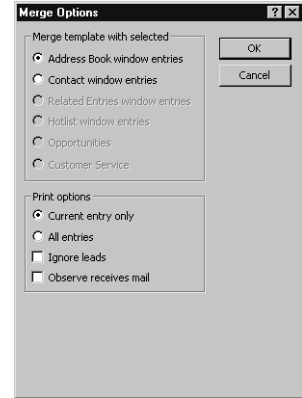 Merge Options
Merge template with selected
Address Book window entries
Contact window entries
Related Entries window entries
Hotlist window entries
Opportunities
Customer Service
Print options
Current entry only
All entries
Ignore leads
Observe receives mail
OK
Cancel